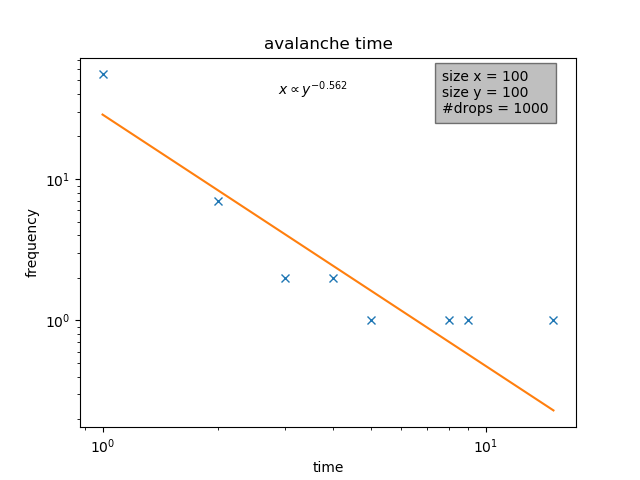 avalanche time
x ∝ y^{-0.562}
size x = 100
size y = 100
#drops = 1000
frequency
10^1
10^0
10^0
10^1
time